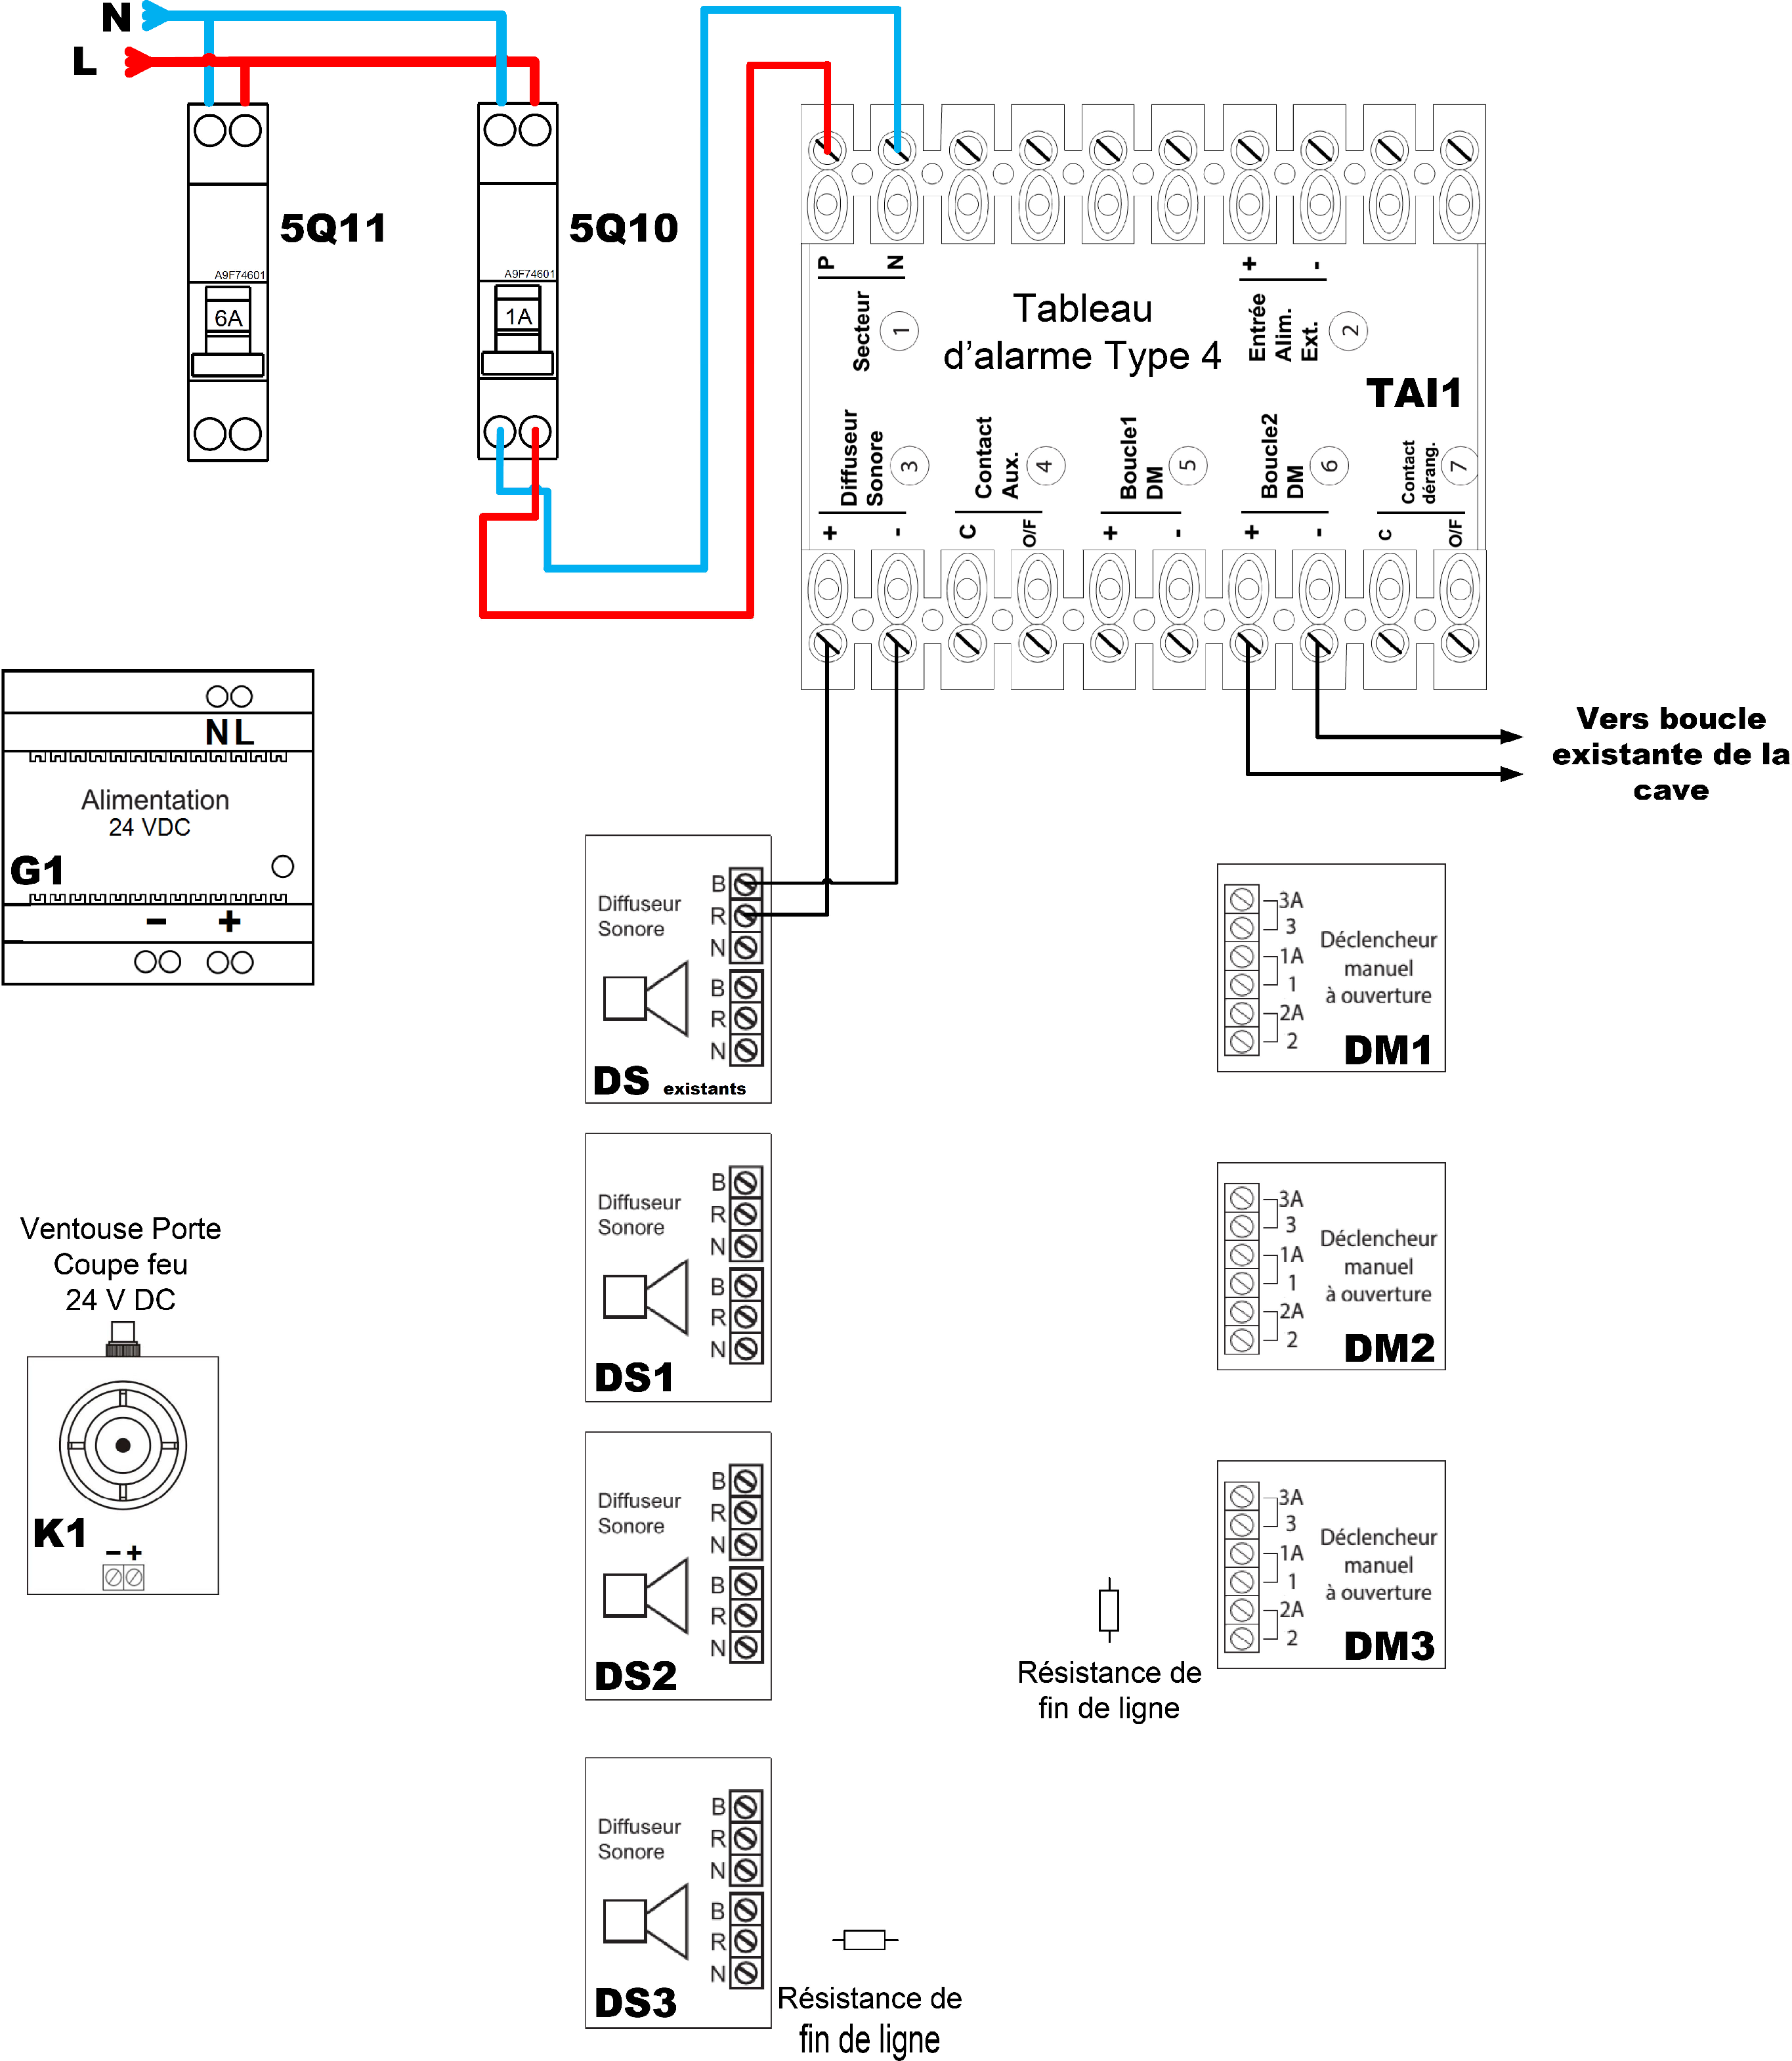 N
L
5Q11
A9F74601
6A
5Q10
A9F74601
1A
P
N
Secteur
1
Tableau
d’alarme Type 4
+
-
Entrée
Alim.
Ext.
2
TAI1
Diffuseur
Sonore
3
+
-
Contact
Aux.
4
C
O/F
Boucle1
DM
5
+
-
Boucle2
DM
6
+
-
Contact
dérang.
7
C
O/F
Vers boucle
existante de la
cave
N L
Alimentation
24 VDC
G1
− +
Ventouse Porte
Coupe feu
24 V DC
K1
− +
Diffuseur
Sonore
B
R
N
B
R
N
DS existants
Diffuseur
Sonore
B
R
N
B
R
N
DS1
Diffuseur
Sonore
B
R
N
B
R
N
DS2
Diffuseur
Sonore
B
R
N
B
R
N
DS3
Résistance de
fin de ligne
3A
3
1A
1
2A
2
Déclencheur
manuel
à ouverture
DM1
3A
3
1A
1
2A
2
Déclencheur
manuel
à ouverture
DM2
3A
3
1A
1
2A
2
Déclencheur
manuel
à ouverture
DM3
Résistance de
fin de ligne